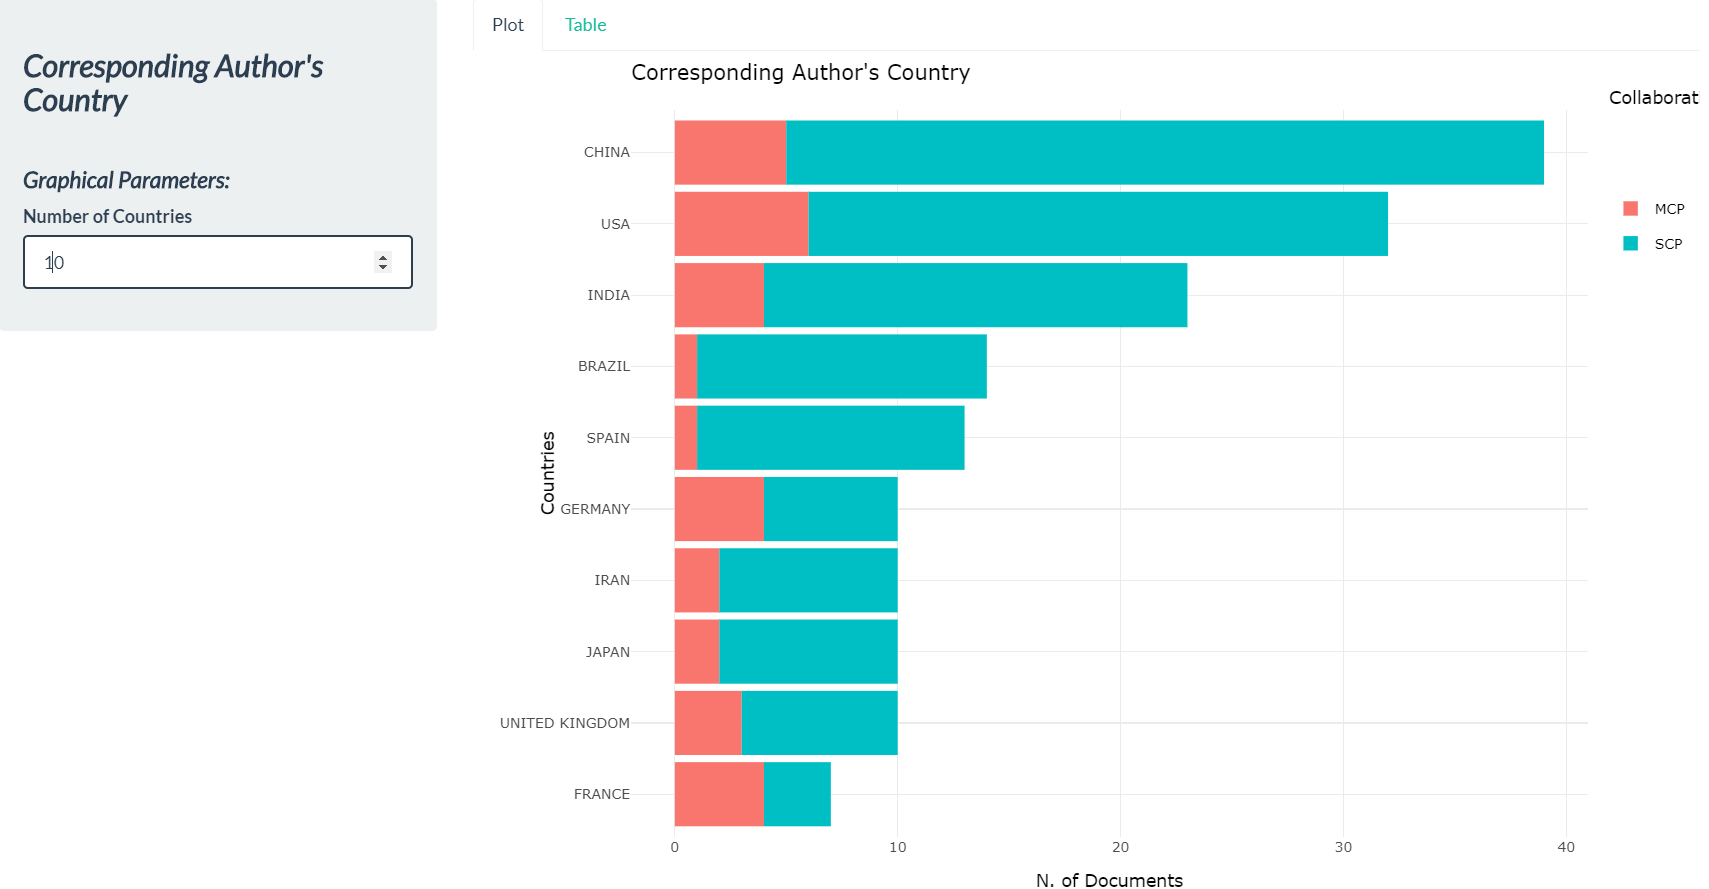 Plot
Table
Corresponding Author's
Country
Graphical Parameters:
Number of Countries
10
Corresponding Author's Country
Collaborat
MCP
SCP
CHINA
USA
INDIA
BRAZIL
SPAIN
GERMANY
IRAN
JAPAN
UNITED KINGDOM
FRANCE
Countries
0
10
20
30
40
N. of Documents